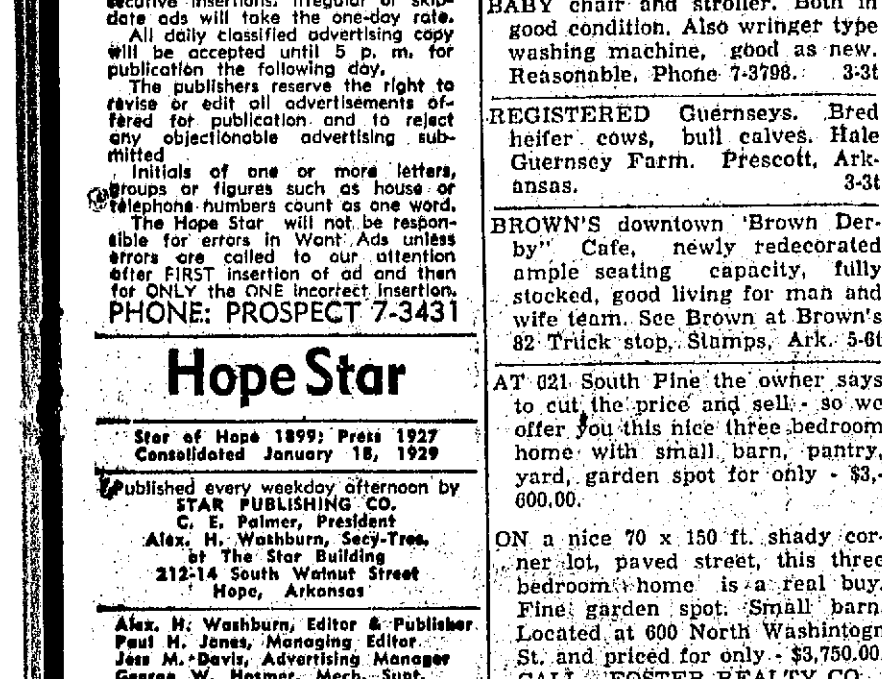 secutive insertions. Irregular or skip-
date ads will take the one-day rate.
All daily classified advertising copy
will be accepted until 5 p. m. for
publication the following day.
The publishers reserve the right to
revise or edit all advertisements of-
fered for publication and to reject
any objectionable advertising sub-
mitted
Initials of one or more letters,
groups or figures such as house or
telephone numbers count as one word.
The Hope Star will not be respon-
sible for errors in Want Ads unless
errors are called to our attention
after FIRST insertion of ad and then
for ONLY the ONE incorrect insertion.
PHONE: PROSPECT 7-3431
Hope Star
Star of Hope 1899; Press 1927
Consolidated January 18, 1929
Published every weekday afternoon by
STAR PUBLISHING CO.
C. E. Palmer, President
Alex. H. Washburn, Secy-Tres.
at The Star Building
212-14 South Walnut Street
Hope, Arkansas
Alex. H. Washburn, Editor & Publisher
Paul H. Jones, Managing Editor
Jess M. Davis, Advertising Manager
George W. Hosmer, Mech. Supt.
BABY chair and stroller. Both in
good condition. Also wringer type
washing machine, good as new.
Reasonable. Phone 7-3798. 3-3t
REGISTERED Guernseys. Bred
heifer cows, bull calves. Hale
Guernsey Farm. Prescott, Ark-
ansas. 3-3t
BROWN'S downtown 'Brown Der-
by" Cafe, newly redecorated
ample seating capacity, fully
stocked, good living for man and
wife team. See Brown at Brown's
82 Truck stop, Stamps, Ark. 5-6t
AT 621 South Pine the owner says
to cut the price and sell - so we
offer you this nice three bedroom
home with small barn, pantry,
yard, garden spot for only - $3,-
600.00.
ON a nice 70 x 150 ft. shady cor-
ner lot, paved street, this three
bedroom home is a real buy.
Fine garden spot. Small barn.
Located at 600 North Washintogn
St. and priced for only - $3,750.00
CALL FOSTER REALTY CO.